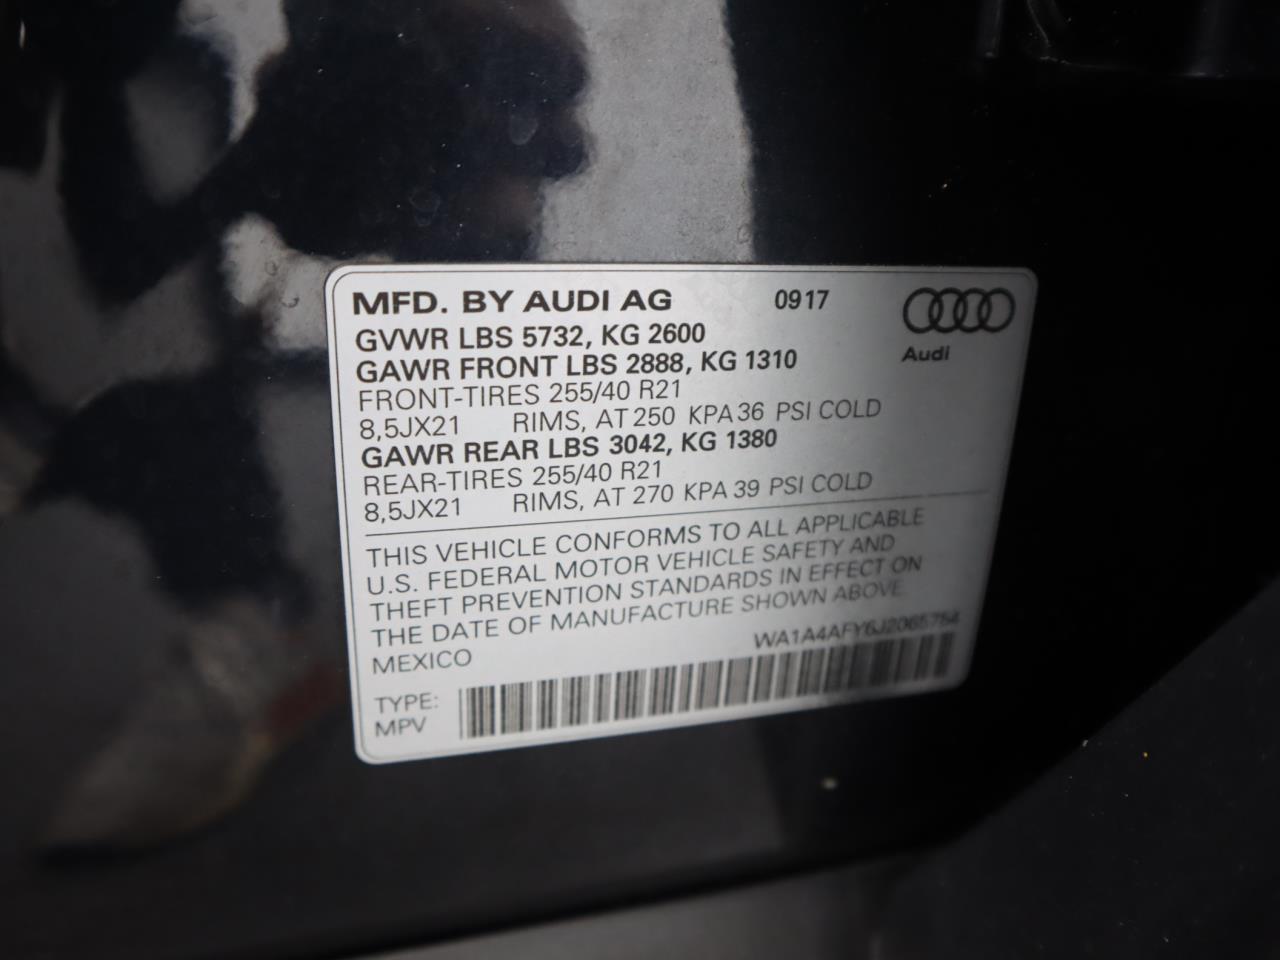 MFD. BY AUDI AG 0917
GVWR LBS 5732, KG 2600
GAWR FRONT LBS 2888, KG 1310
Audi
FRONT-TIRES 255/40 R21
8,5JX21 RIMS, AT 250 KPA 36 PSI COLD
GAWR REAR LBS 3042, KG 1380
REAR-TIRES 255/40 R21
8,5JX21 RIMS, AT 270 KPA 39 PSI COLD
THIS VEHICLE CONFORMS TO ALL APPLICABLE
U.S. FEDERAL MOTOR VEHICLE SAFETY AND
THEFT PREVENTION STANDARDS IN EFFECT ON
THE DATE OF MANUFACTURE SHOWN ABOVE.
WA1A4AFY6J2065754
MEXICO
TYPE:
MPV